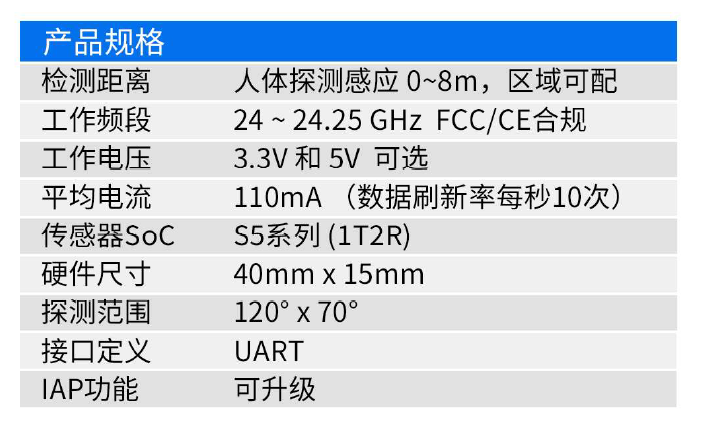 产品规格
检测距离 人体探测感应 0~8m，区域可配
工作频段 24 ~ 24.25 GHz FCC/CE合规
工作电压 3.3V 和 5V 可选
平均电流 110mA （数据刷新率每秒10次）
传感器SoC S5系列 (1T2R)
硬件尺寸 40mm x 15mm
探测范围 120° x 70°
接口定义 UART
IAP功能 可升级